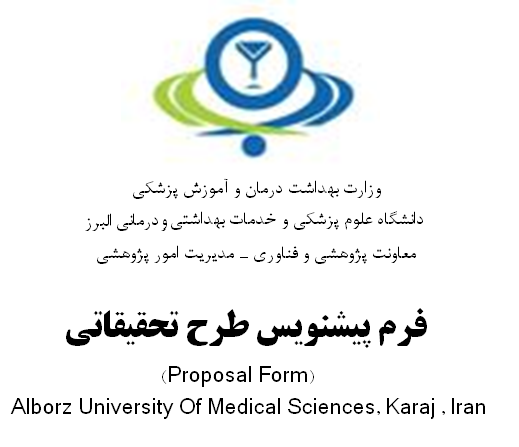 وزارت بهداشت درمان و آموزش پزشکی
دانشگاه علوم پزشکی و خدمات بهداشتی و درمانی البرز
معاونت پژوهشی و فناوری - مدیریت امور پژوهشی
فرم پیشنویس طرح تحقیقاتی
(Proposal Form)
Alborz University Of Medical Sciences, Karaj , Iran